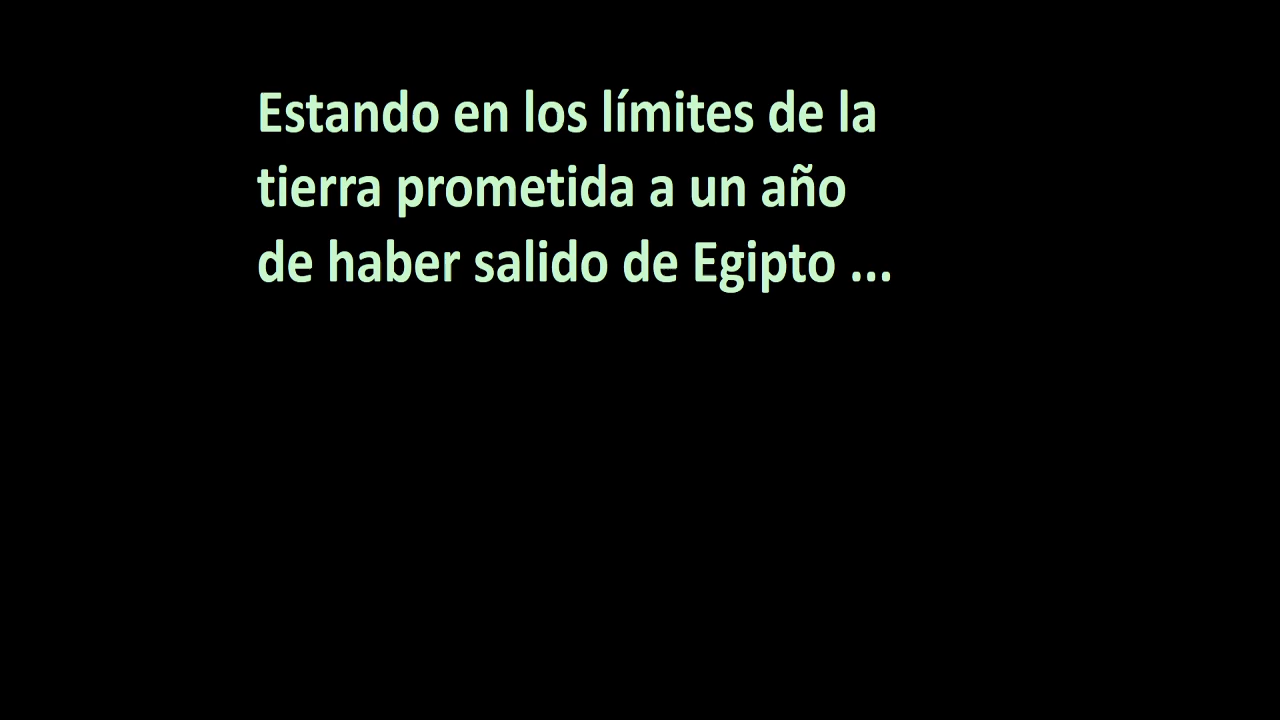 Estando en los límites de la
tierra prometida a un año
de haber salido de Egipto ...